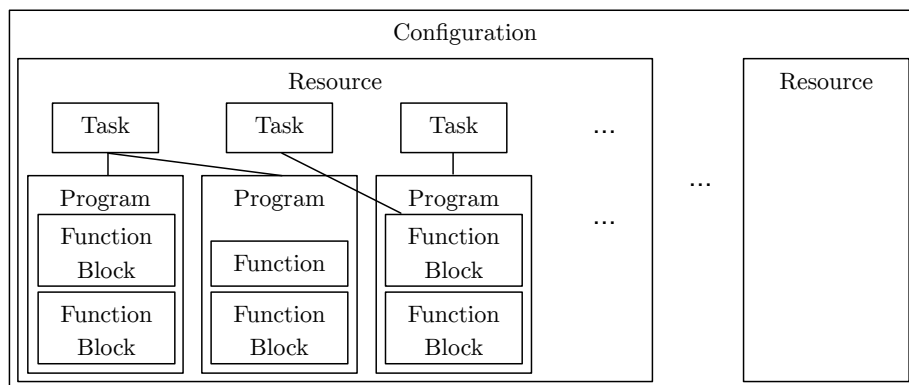 Configuration
Resource Resource
Task Task Task ...
...
Program Program Program
...
Function Function
Block Function Block
Function Function Function
Block Block Block